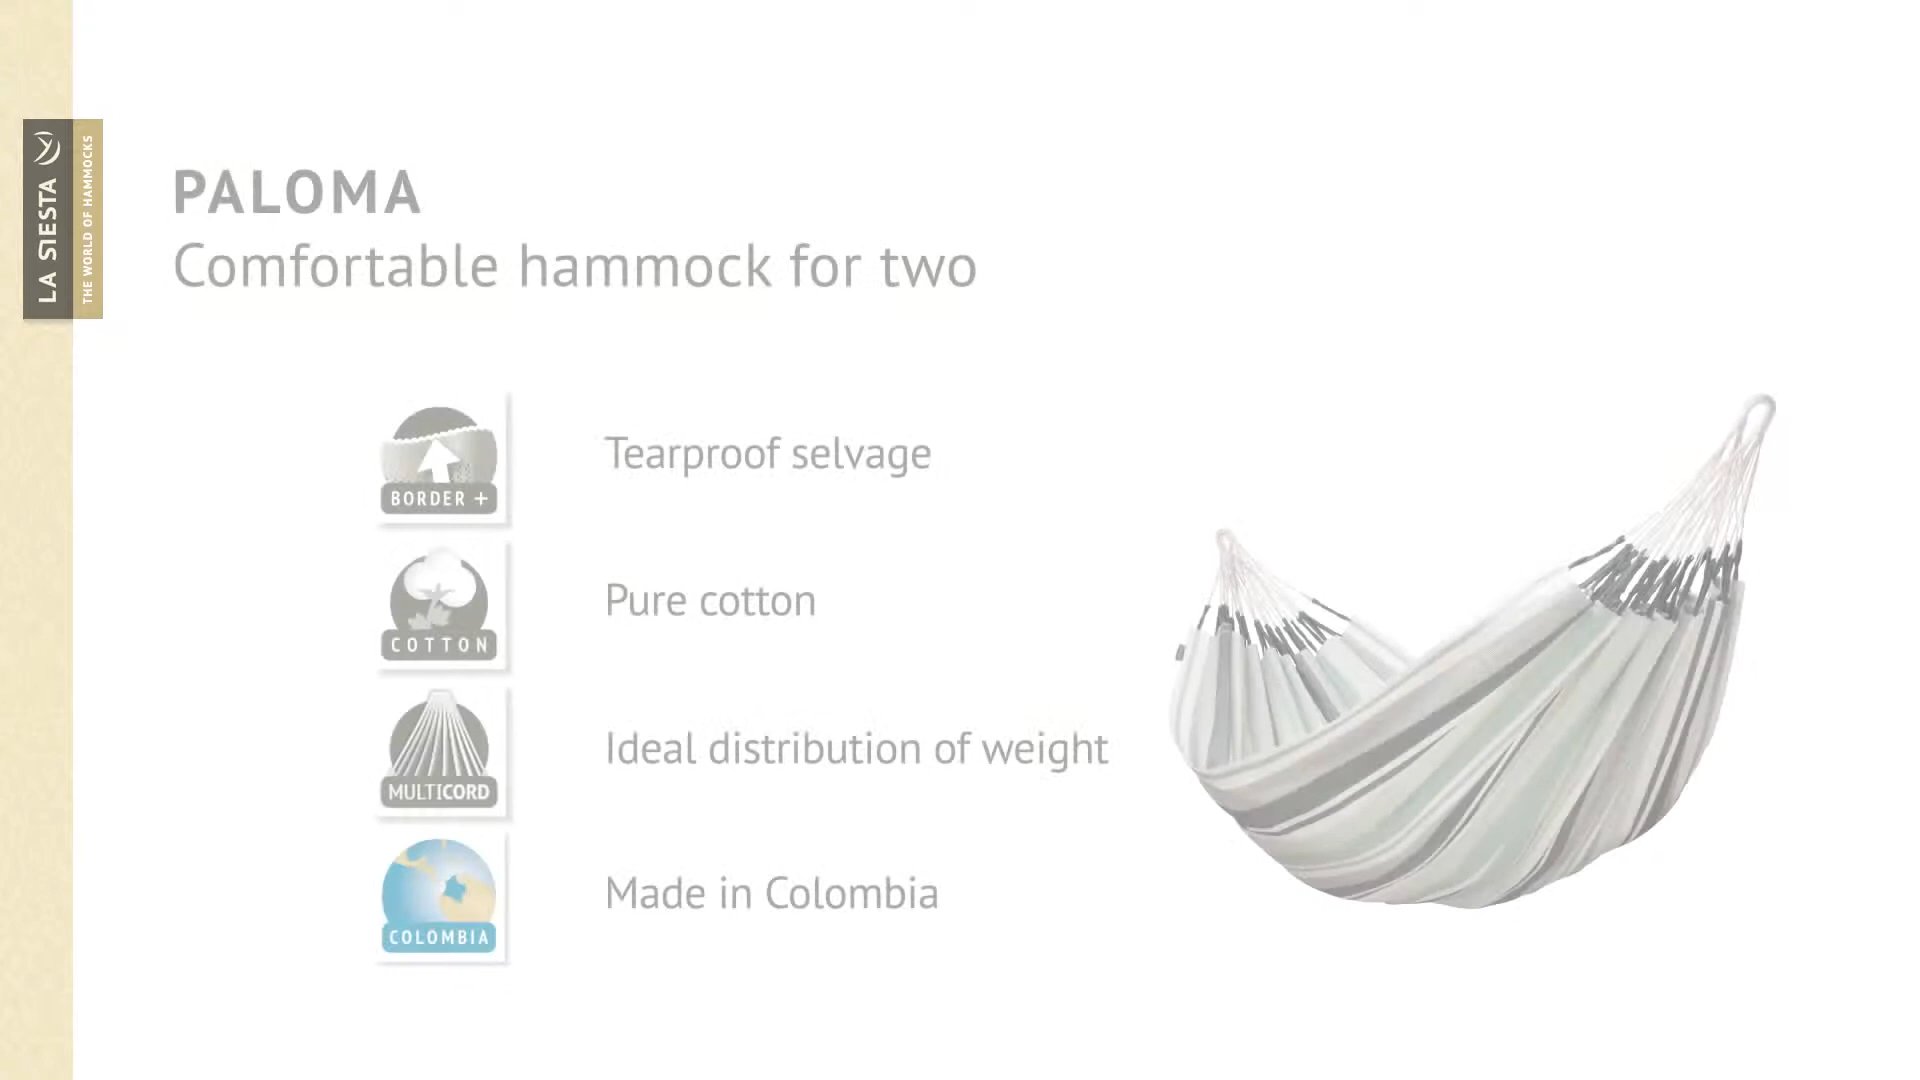 LA SIESTA
THE WORLD OF HAMMOCKS
PALOMA
Comfortable hammock for two
BORDER +
Tearproof selvage
COTTON
Pure cotton
MULTICORD
Ideal distribution of weight
COLOMBIA
Made in Colombia